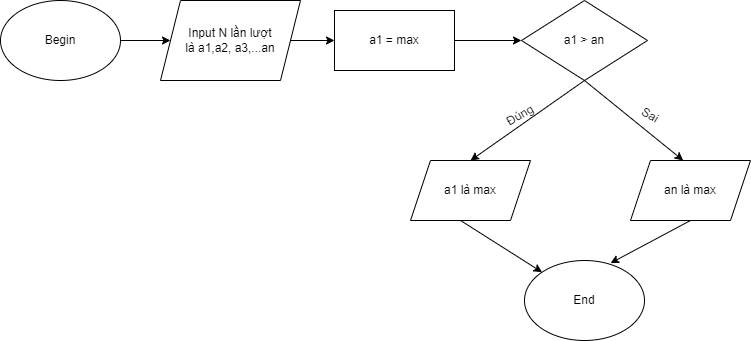 Begin
Input N lần lượt
là a1,a2, a3,...an
a1 = max
a1 > an
Đúng
Sai
a1 là max
an là max
End